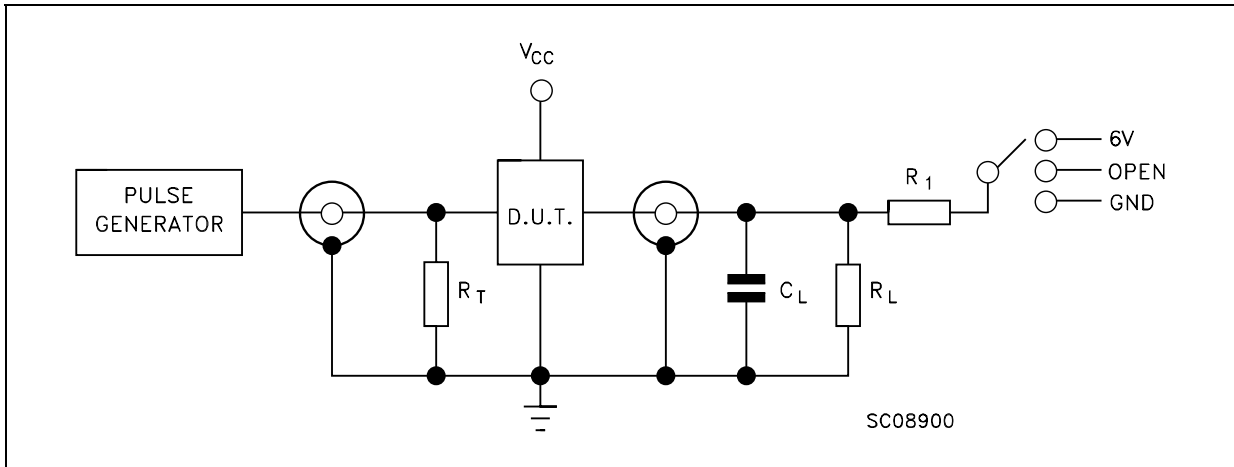 V_CC
PULSE
GENERATOR
R_T
D.U.T.
C_L
R_L
R_1
6V
OPEN
GND
SC08900